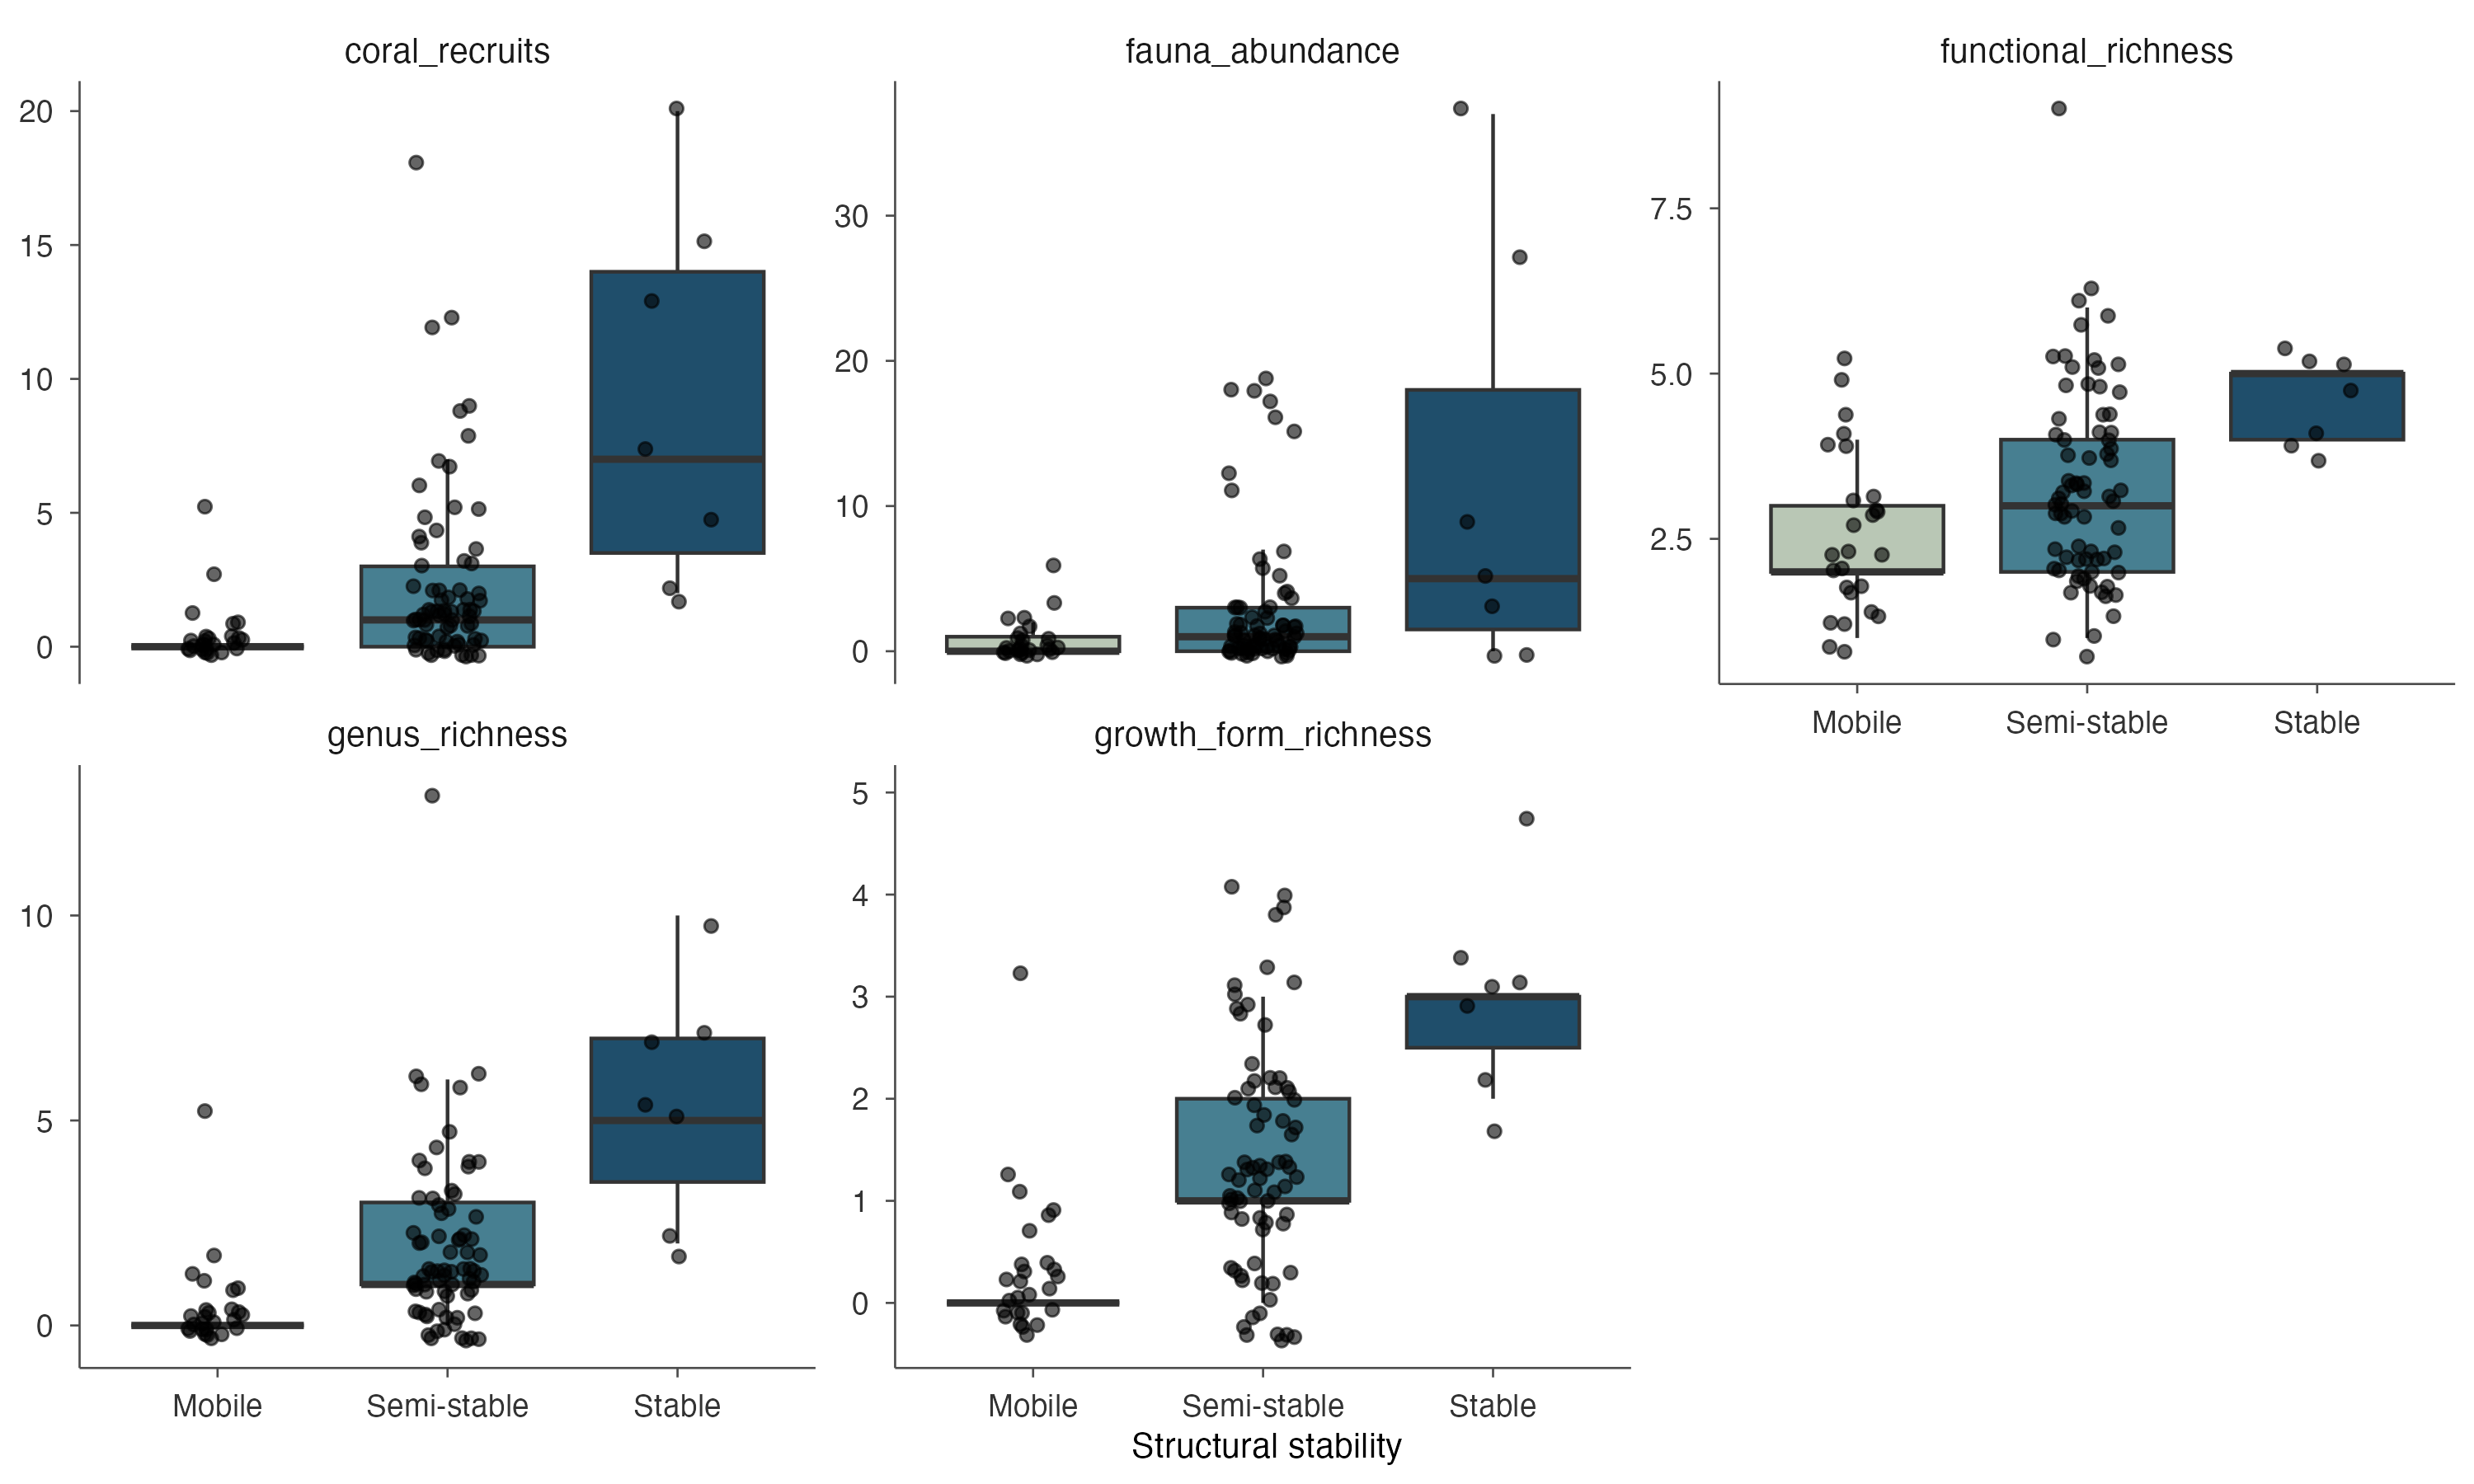 coral_recruits
fauna_abundance
functional_richness
20
15
10
5
0
30
20
10
0
7.5
5.0
2.5
Mobile Semi-stable Stable
genus_richness
growth_form_richness
10
5
0
5
4
3
2
1
0
Mobile Semi-stable Stable
Mobile Semi-stable Stable
Structural stability